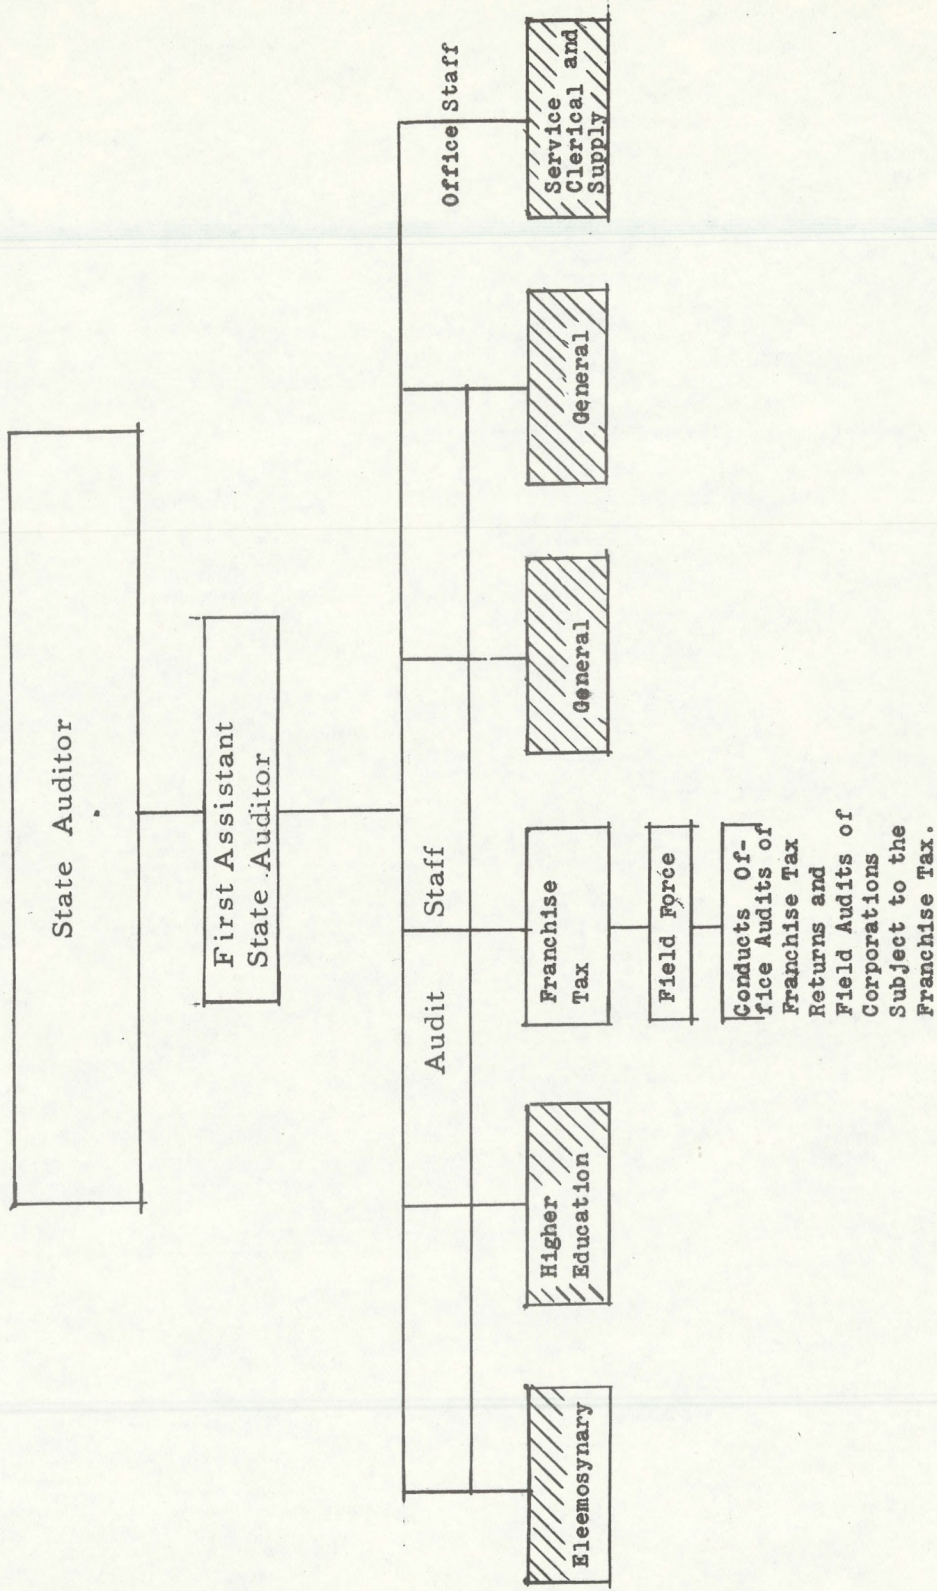 State Auditor
First Assistant
State Auditor
Audit Staff
Office Staff
Eleemosynary
Higher
Education
Franchise
Tax
General
General
Service
Clerical and
Supply
Field Force
Conducts Of-
fice Audits of
Franchise Tax
Returns and
Field Audits of
Corporations
Subject to the
Franchise Tax.